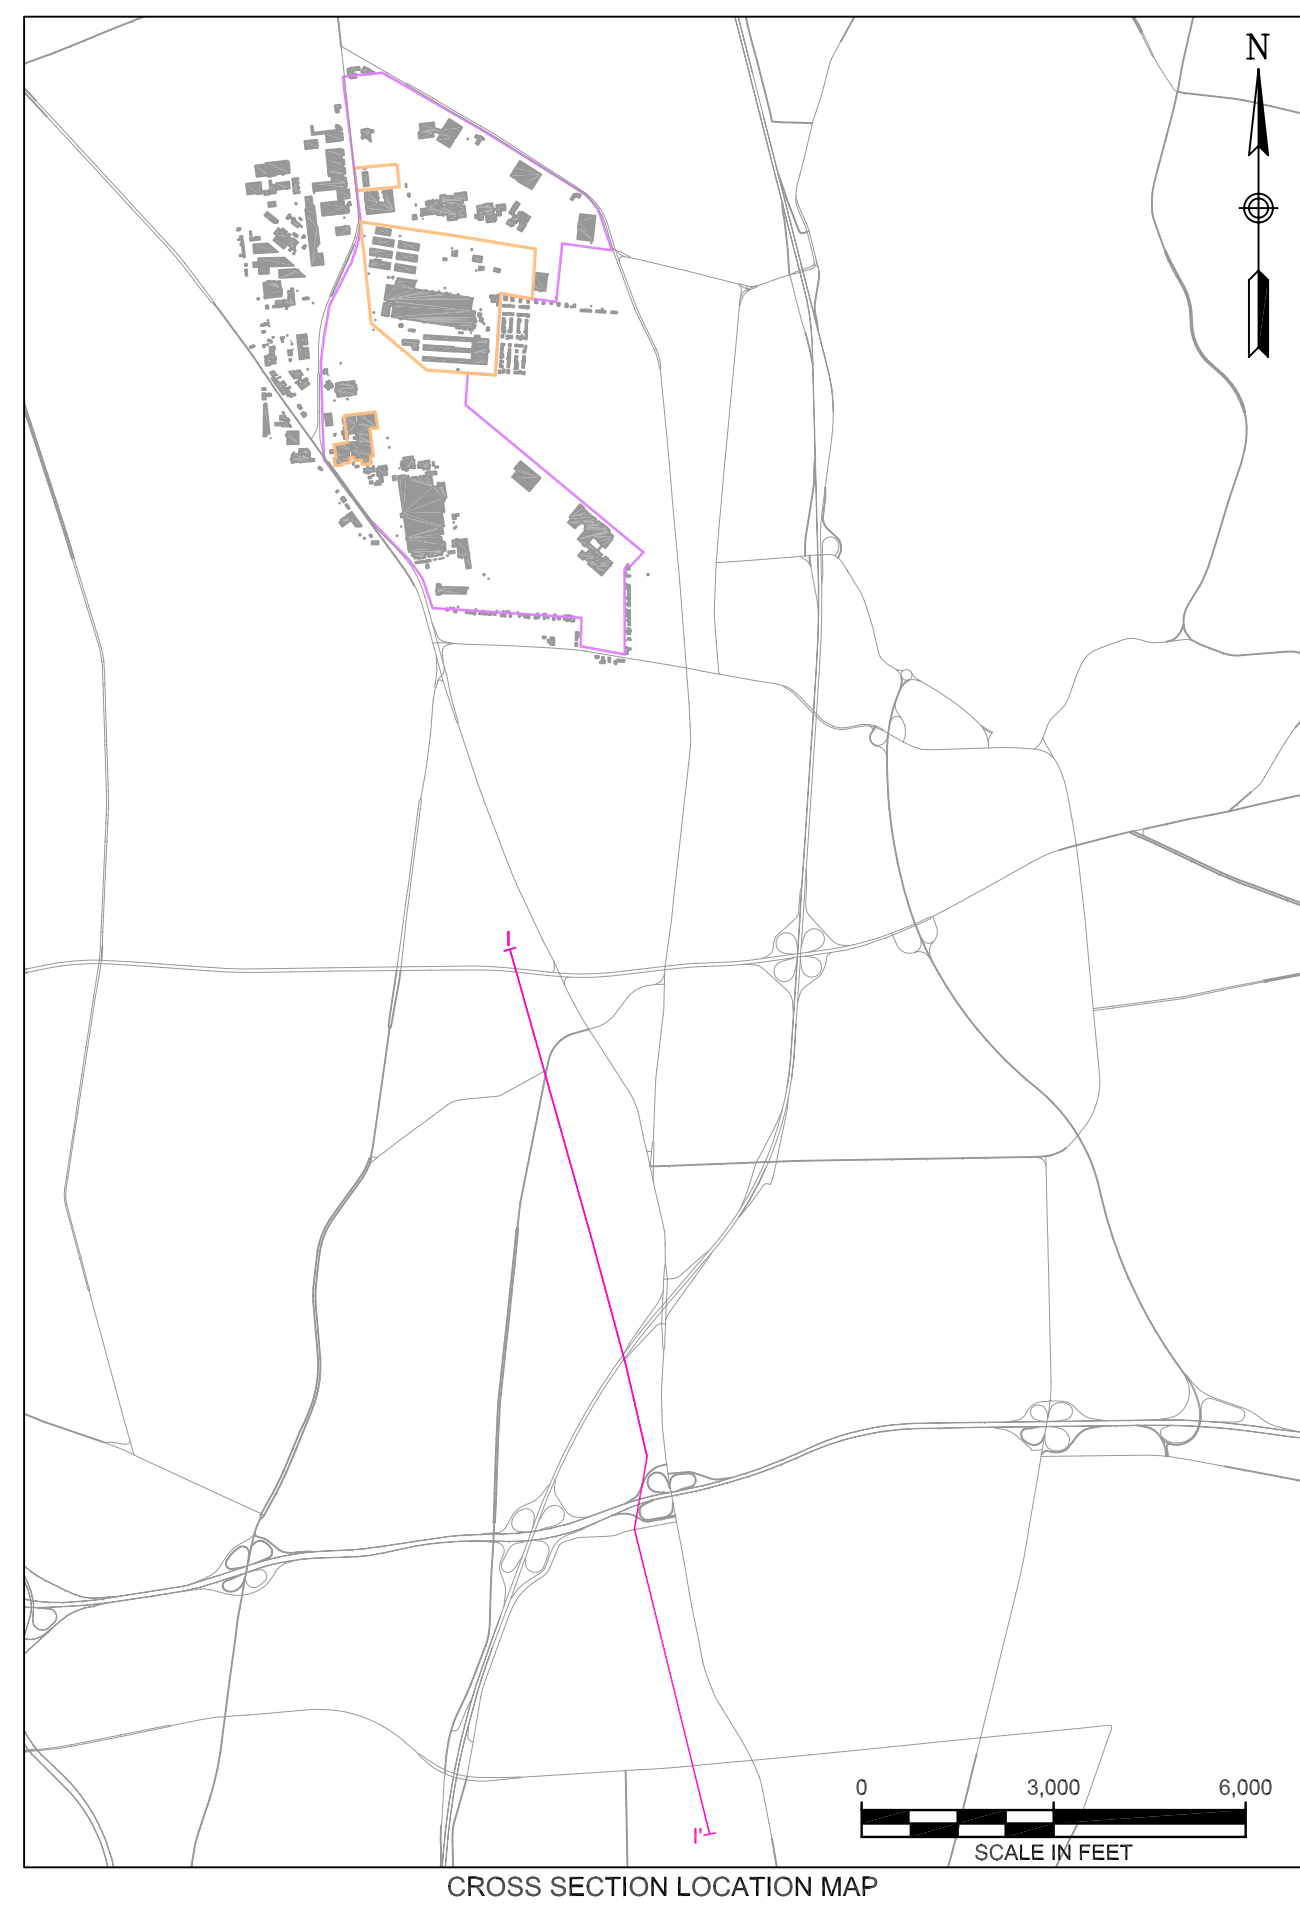 N
I
I'
0 3,000 6,000
SCALE IN FEET
CROSS SECTION LOCATION MAP